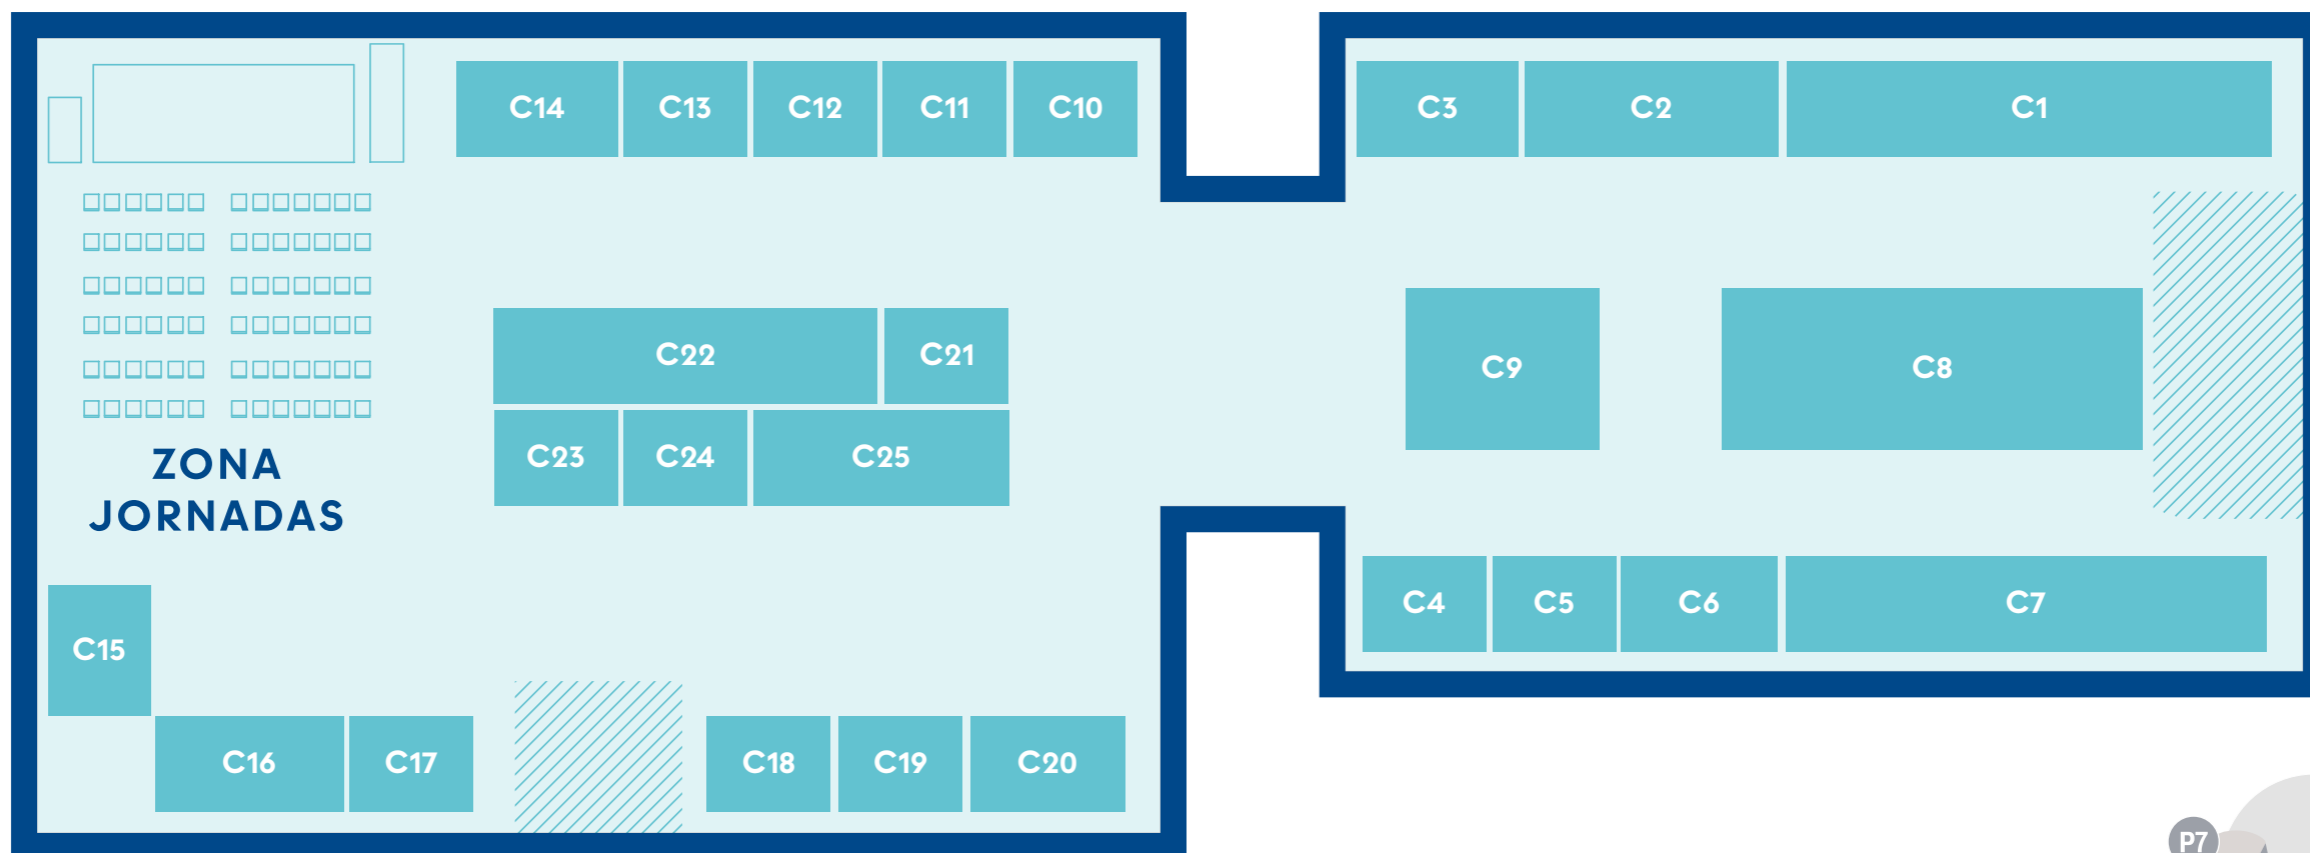 C14 C13 C12 C11 C10 C3 C2 C1
C22 C21 C9 C8
C23 C24 C25
ZONA
JORNADAS
C4 C5 C6 C7
C15
C16 C17 C18 C19 C20
P7